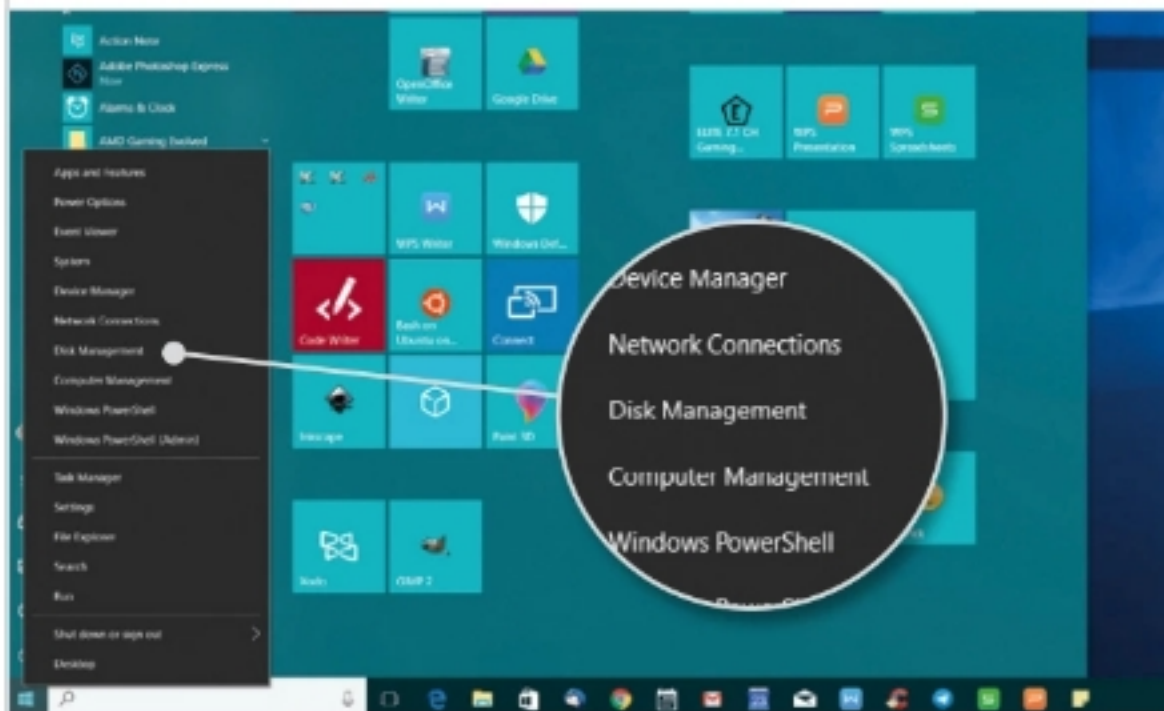 Action Note
Adobe Photoshop Express
New
Alarms & Clock
AMD Gaming Evolved
Apps and Features
Power Options
Event Viewer
System
Device Manager
Network Connections
Disk Management
Computer Management
Windows PowerShell
Windows PowerShell (Admin)
Task Manager
Settings
File Explorer
Search
Run
Shut down or sign out
Desktop
OpenOffice
Writer
Google Drive
WPS Writer
Windows Def...
Code Writer
Bash on
Ubuntu on...
Connect
Inkscape
Paint 3D
Xodo
GIMP 2
Gaming...
WPS
Presentation
WPS
Spreadsheets
Device Manager
Network Connections
Disk Management
Computer Management
Windows PowerShell